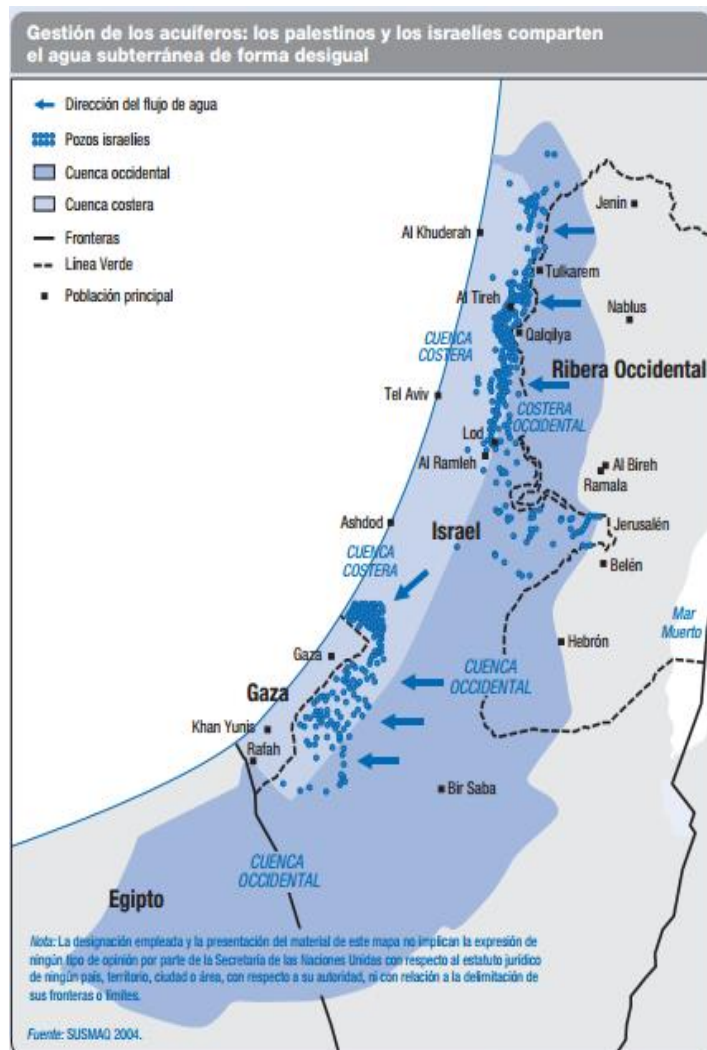 Gestión de los acuíferos: los palestinos y los israelíes comparten
el agua subterránea de forma desigual
Dirección del flujo de agua
Pozos israelíes
Cuenca occidental
Cuenca costera
Fronteras
Línea Verde
Población principal
Jenin
Al Khuderah
Tulkarem
Al Tireh
Nablus
Qalqilya
CUENCA
COSTERA
Ribera Occidental
Tel Aviv
COSTERA
OCCIDENTAL
Lod
Al Ramleh
Al Bireh
Ramala
Ashdod
Israel
Jerusalén
CUENCA
COSTERA
Belén
Mar
Muerto
Gaza
Hebrón
CUENCA
OCCIDENTAL
Gaza
Khan Yunis
Rafah
Bir Saba
CUENCA
OCCIDENTAL
Egipto
Nota: La designación empleada y la presentación del material de este mapa no implican la expresión de
ningún tipo de opinión por parte de la Secretaría de las Naciones Unidas con respecto al estatuto jurídico
de ningún país, territorio, ciudad o área, con respecto a su autoridad, ni con relación a la delimitación de
sus fronteras o límites.
Fuente: SUSMAQ 2004.